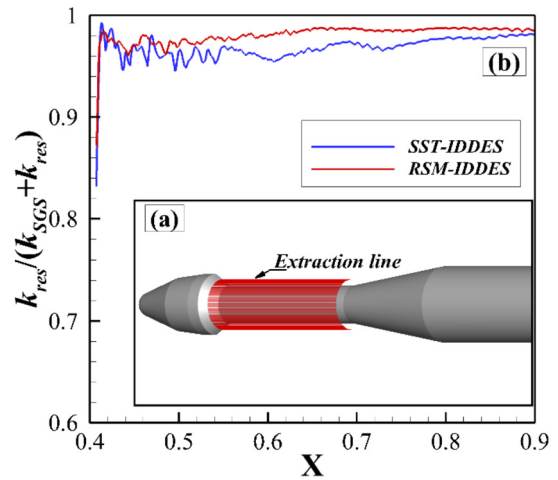 1
(b)
0.9
SST-IDDES
RSM-IDDES
k_res/(k_SGS+k_res)
0.8
(a)
Extraction line
0.7
0.6
0.4 0.5 0.6 0.7 0.8 0.9
X